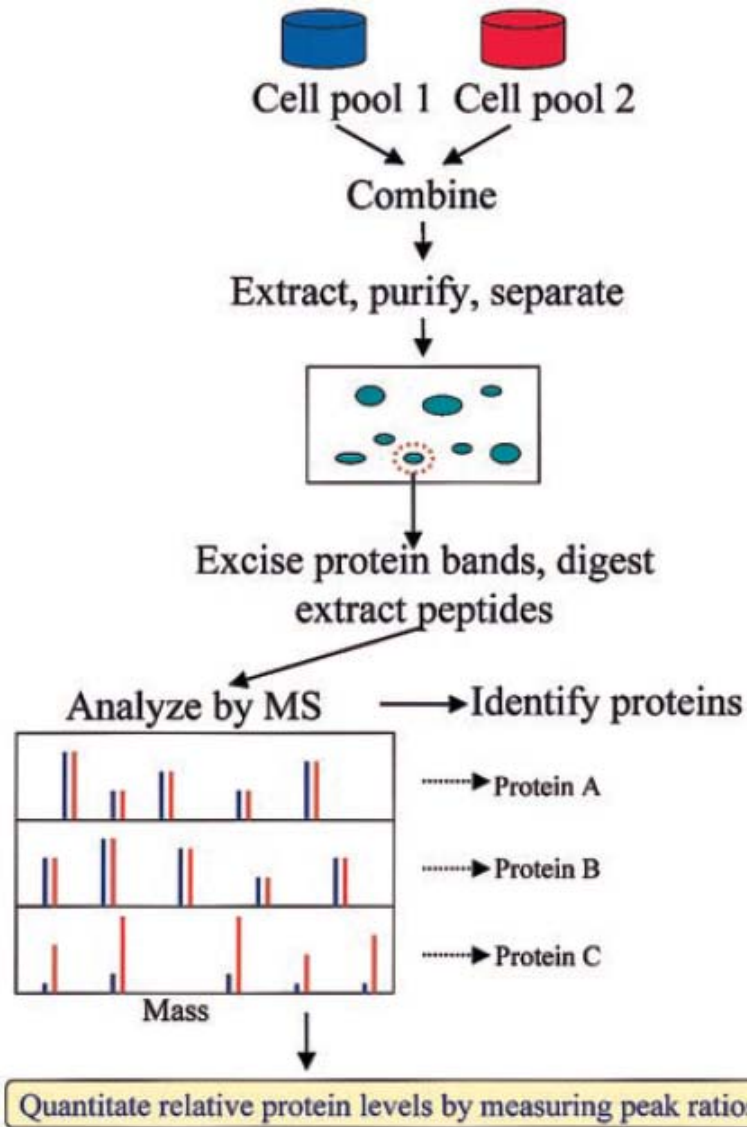 Cell pool 1 Cell pool 2
Combine
Extract, purify, separate
Excise protein bands, digest
extract peptides
Analyze by MS
Identify proteins
Protein A
Protein B
Protein C
Mass
Quantitate relative protein levels by measuring peak ratio